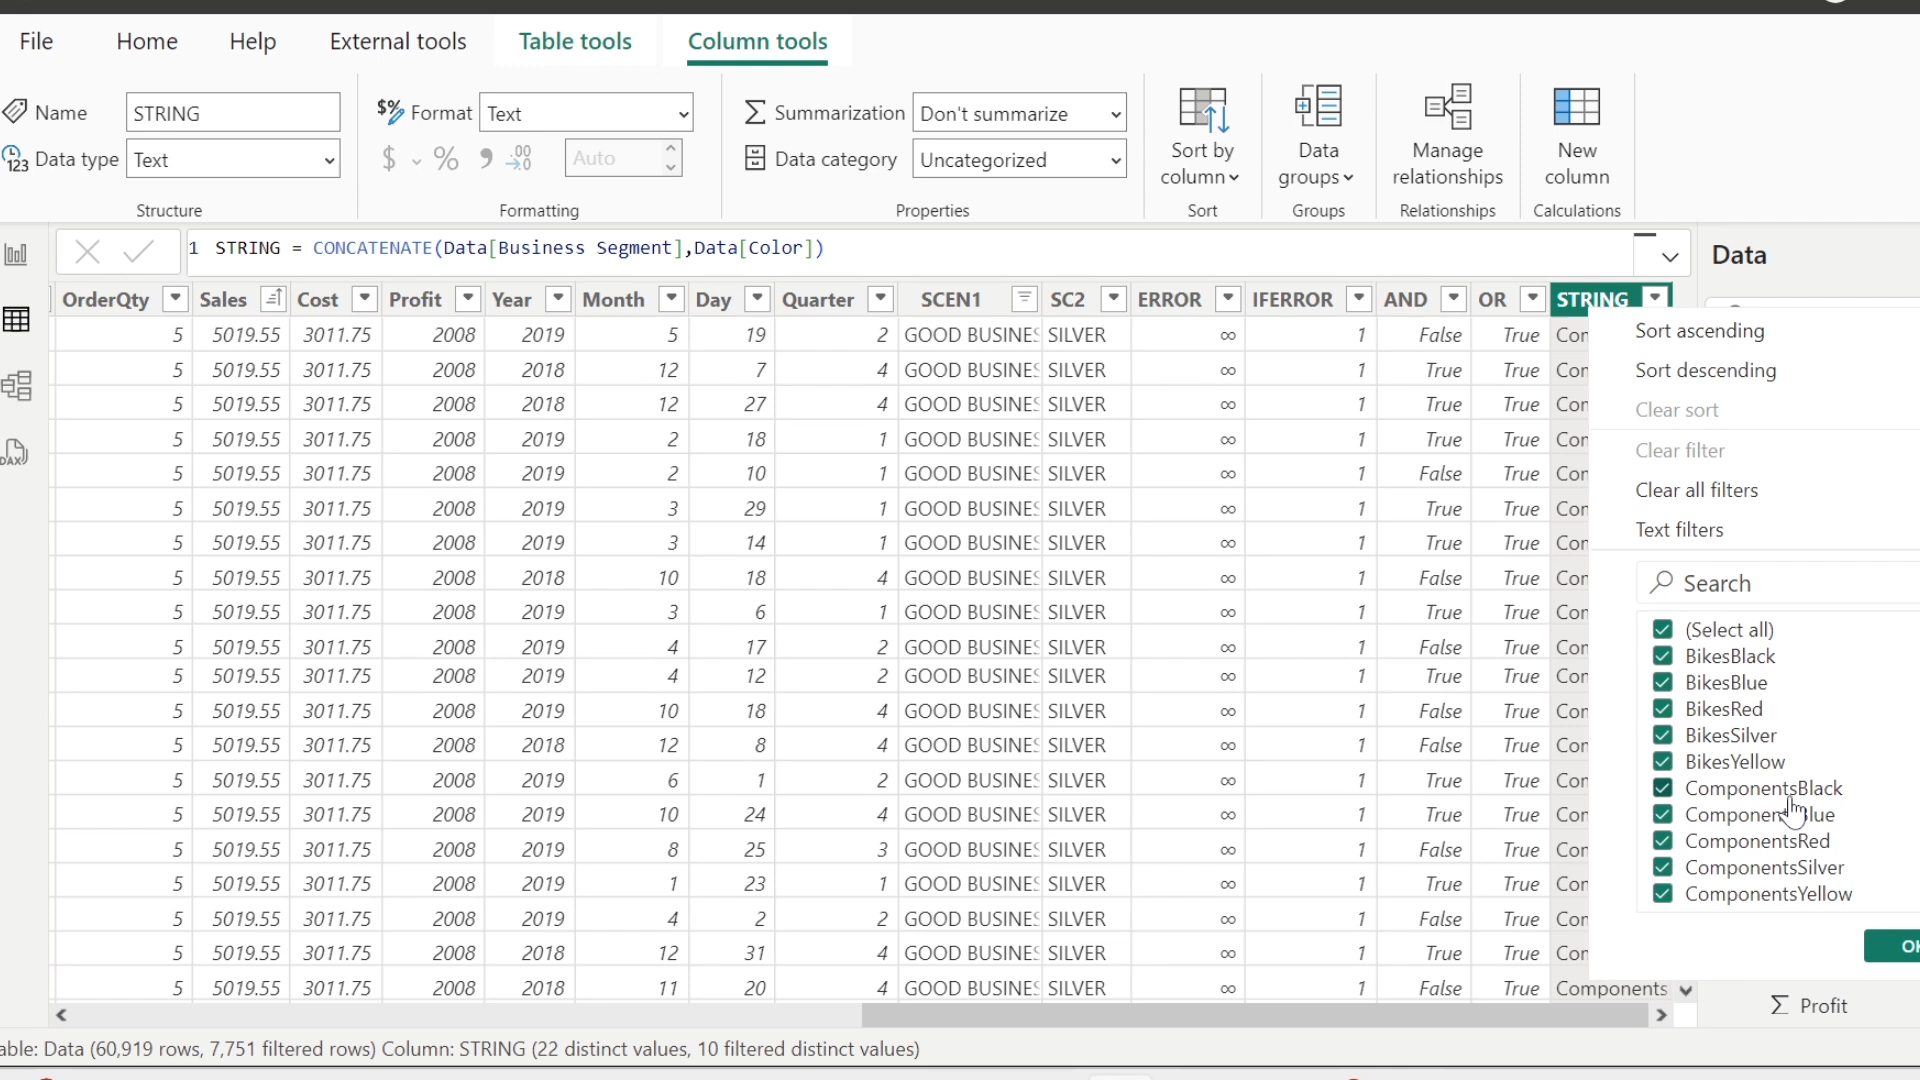 File Home Help External tools Table tools Column tools
Name STRING $% Format Text Summarization Don't summarize
Data type Text $ % Auto Data category Uncategorized
Sort by column Data groups Manage relationships New column
Structure Formatting Properties Sort Groups Relationships Calculations
1 STRING = CONCATENATE(Data[Business Segment],Data[Color])
Data
OrderQty Sales Cost Profit Year Month Day Quarter SCEN1 SC2 ERROR IFERROR AND OR STRING
5 5019.55 3011.75 2008 2019 5 19 2 GOOD BUSINES SILVER ∞ 1 False True Con
5 5019.55 3011.75 2008 2018 12 7 4 GOOD BUSINES SILVER ∞ 1 True True Con
5 5019.55 3011.75 2008 2018 12 27 4 GOOD BUSINES SILVER ∞ 1 True True Con
5 5019.55 3011.75 2008 2019 2 18 1 GOOD BUSINES SILVER ∞ 1 True True Con
5 5019.55 3011.75 2008 2019 2 10 1 GOOD BUSINES SILVER ∞ 1 False True Con
5 5019.55 3011.75 2008 2019 3 29 1 GOOD BUSINES SILVER ∞ 1 True True Con
5 5019.55 3011.75 2008 2019 3 14 1 GOOD BUSINES SILVER ∞ 1 True True Con
5 5019.55 3011.75 2008 2018 10 18 4 GOOD BUSINES SILVER ∞ 1 False True Con
5 5019.55 3011.75 2008 2019 3 6 1 GOOD BUSINES SILVER ∞ 1 True True Con
5 5019.55 3011.75 2008 2019 4 17 2 GOOD BUSINES SILVER ∞ 1 False True Con
5 5019.55 3011.75 2008 2019 4 12 2 GOOD BUSINES SILVER ∞ 1 True True Con
5 5019.55 3011.75 2008 2019 10 18 4 GOOD BUSINES SILVER ∞ 1 False True Con
5 5019.55 3011.75 2008 2018 12 8 4 GOOD BUSINES SILVER ∞ 1 False True Con
5 5019.55 3011.75 2008 2019 6 1 2 GOOD BUSINES SILVER ∞ 1 True True Con
5 5019.55 3011.75 2008 2019 10 24 4 GOOD BUSINES SILVER ∞ 1 True True Con
5 5019.55 3011.75 2008 2019 8 25 3 GOOD BUSINES SILVER ∞ 1 False True Con
5 5019.55 3011.75 2008 2019 1 23 1 GOOD BUSINES SILVER ∞ 1 True True Con
5 5019.55 3011.75 2008 2019 4 2 2 GOOD BUSINES SILVER ∞ 1 False True Con
5 5019.55 3011.75 2008 2018 12 31 4 GOOD BUSINES SILVER ∞ 1 True True Con
5 5019.55 3011.75 2008 2018 11 20 4 GOOD BUSINES SILVER ∞ 1 False True Components
Sort ascending
Sort descending
Clear sort
Clear filter
Clear all filters
Text filters
Search
(Select all)
BikesBlack
BikesBlue
BikesRed
BikesSilver
BikesYellow
ComponentsBlack
ComponentsRed
ComponentsSilver
ComponentsYellow
OK
Profit
able: Data (60,919 rows, 7,751 filtered rows) Column: STRING (22 distinct values, 10 filtered distinct values)
DAX